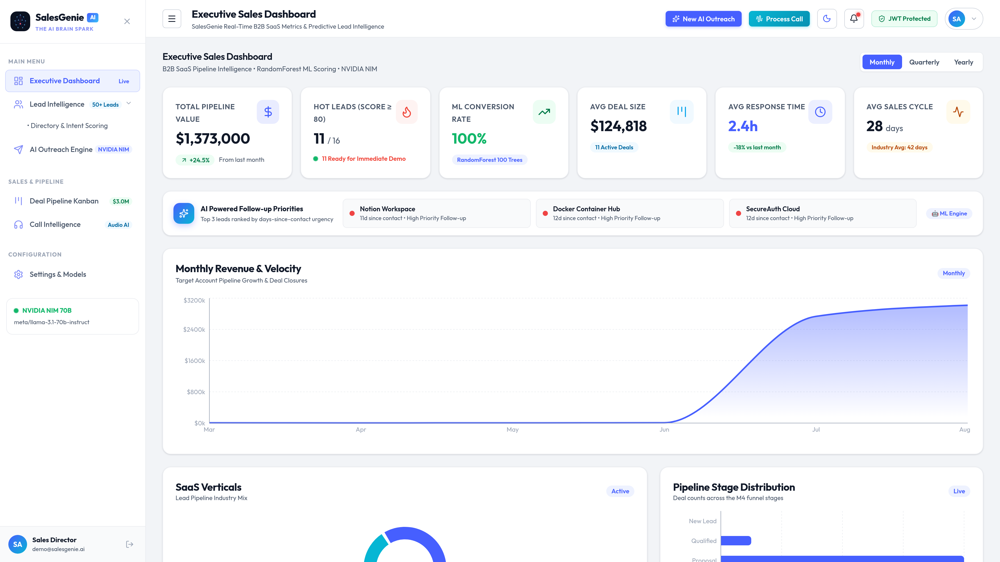 SalesGenie AI
THE AI BRAIN SPARK
MAIN MENU
Executive Dashboard Live
Lead Intelligence 50+ Leads
• Directory & Intent Scoring
AI Outreach Engine NVIDIA NIM
SALES & PIPELINE
Deal Pipeline Kanban $3.0M
Call Intelligence Audio AI
CONFIGURATION
Settings & Models
NVIDIA NIM 70B
meta/llama-3.1-70b-instruct
SA
Sales Director
demo@salesgenie.ai
Executive Sales Dashboard
SalesGenie Real-Time B2B SaaS Metrics & Predictive Lead Intelligence
New AI Outreach
Process Call
JWT Protected
SA
Executive Sales Dashboard
B2B SaaS Pipeline Intelligence • RandomForest ML Scoring • NVIDIA NIM
Monthly Quarterly Yearly
TOTAL PIPELINE
VALUE
$1,373,000
+24.5% From last month
HOT LEADS (SCORE ≥
80)
11 / 16
11 Ready for Immediate Demo
ML CONVERSION
RATE
100%
RandomForest 100 Trees
AVG DEAL SIZE
$124,818
11 Active Deals
AVG RESPONSE TIME
2.4h
-18% vs last month
AVG SALES CYCLE
28 days
Industry Avg: 42 days
AI Powered Follow-up Priorities
Top 3 leads ranked by days-since-contact urgency
Notion Workspace
11d since contact • High Priority Follow-up
Docker Container Hub
12d since contact • High Priority Follow-up
SecureAuth Cloud
12d since contact • High Priority Follow-up
🤖 ML Engine
Monthly Revenue & Velocity
Target Account Pipeline Growth & Deal Closures
Monthly
$3200k
$2400k
$1600k
$800k
$0k
Mar Apr May Jun Jul Aug
SaaS Verticals
Lead Pipeline Industry Mix
Active
Pipeline Stage Distribution
Deal counts across the M4 funnel stages
Live
New Lead
Qualified
Proposal